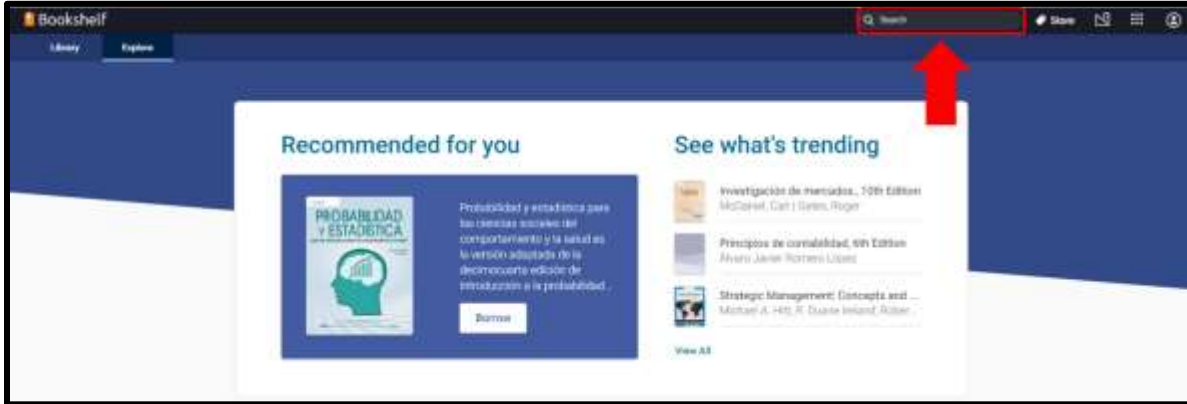 Bookshelf
Search
Store
Library
Explore
Recommended for you
PROBABILIDAD
Y ESTADÍSTICA
Probabilidad y estadística para
las ciencias sociales del
comportamiento y la salud es
la versión adaptada de la
decimocuarta edición de
introducción a la probabilidad...
Borrow
See what's trending
Investigación de mercados., 10th Edition
McDaniel, Carl | Gates, Roger
Principios de contabilidad, 6th Edition
Álvaro Javier Romero López
Strategic Management: Concepts and ...
Michael A. Hitt, R. Duane Ireland, Rober...
View All